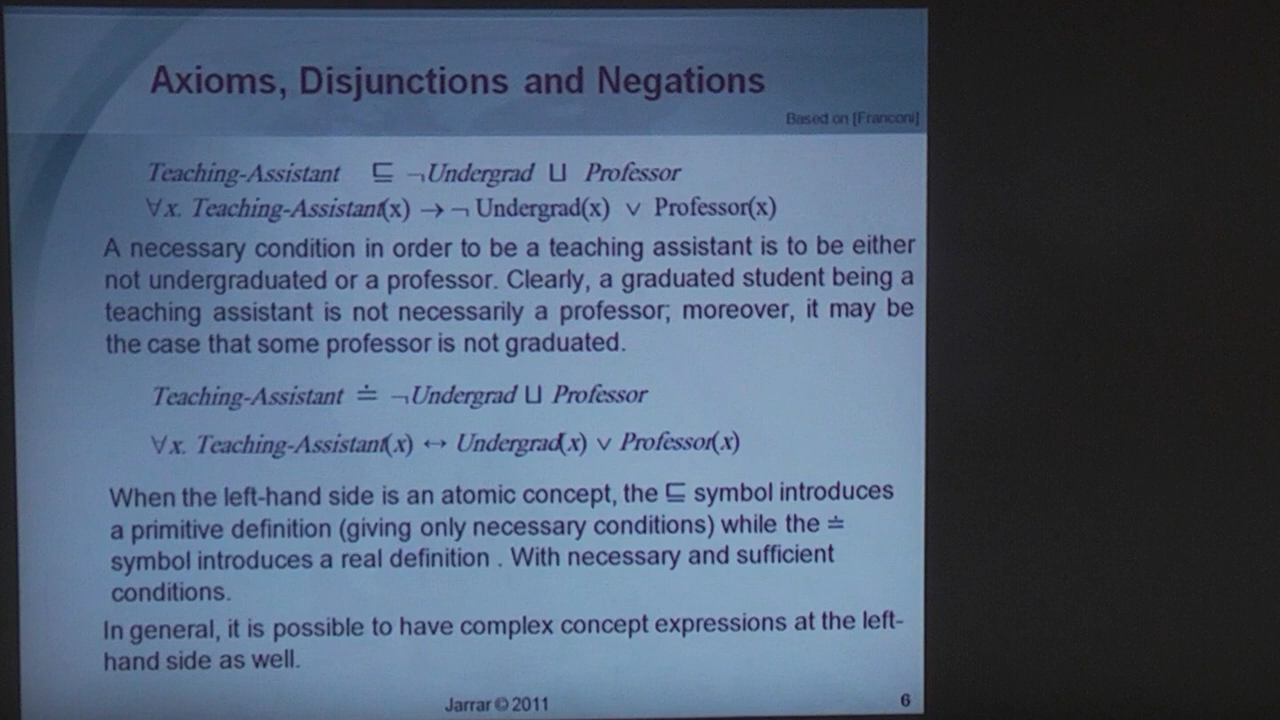 Axioms, Disjunctions and Negations
Based on [Franconi]
Teaching-Assistant ⊑ ¬Undergrad ⊔ Professor
∀x. Teaching-Assistant(x) → ¬ Undergrad(x) ∨ Professor(x)
A necessary condition in order to be a teaching assistant is to be either
not undergraduated or a professor. Clearly, a graduated student being a
teaching assistant is not necessarily a professor; moreover, it may be
the case that some professor is not graduated.
Teaching-Assistant ≐ ¬Undergrad ⊔ Professor
∀x. Teaching-Assistant(x) ↔ Undergrad(x) ∨ Professor(x)
When the left-hand side is an atomic concept, the ⊑ symbol introduces
a primitive definition (giving only necessary conditions) while the ≐
symbol introduces a real definition . With necessary and sufficient
conditions.
In general, it is possible to have complex concept expressions at the left-
hand side as well.
Jarrar © 2011
6